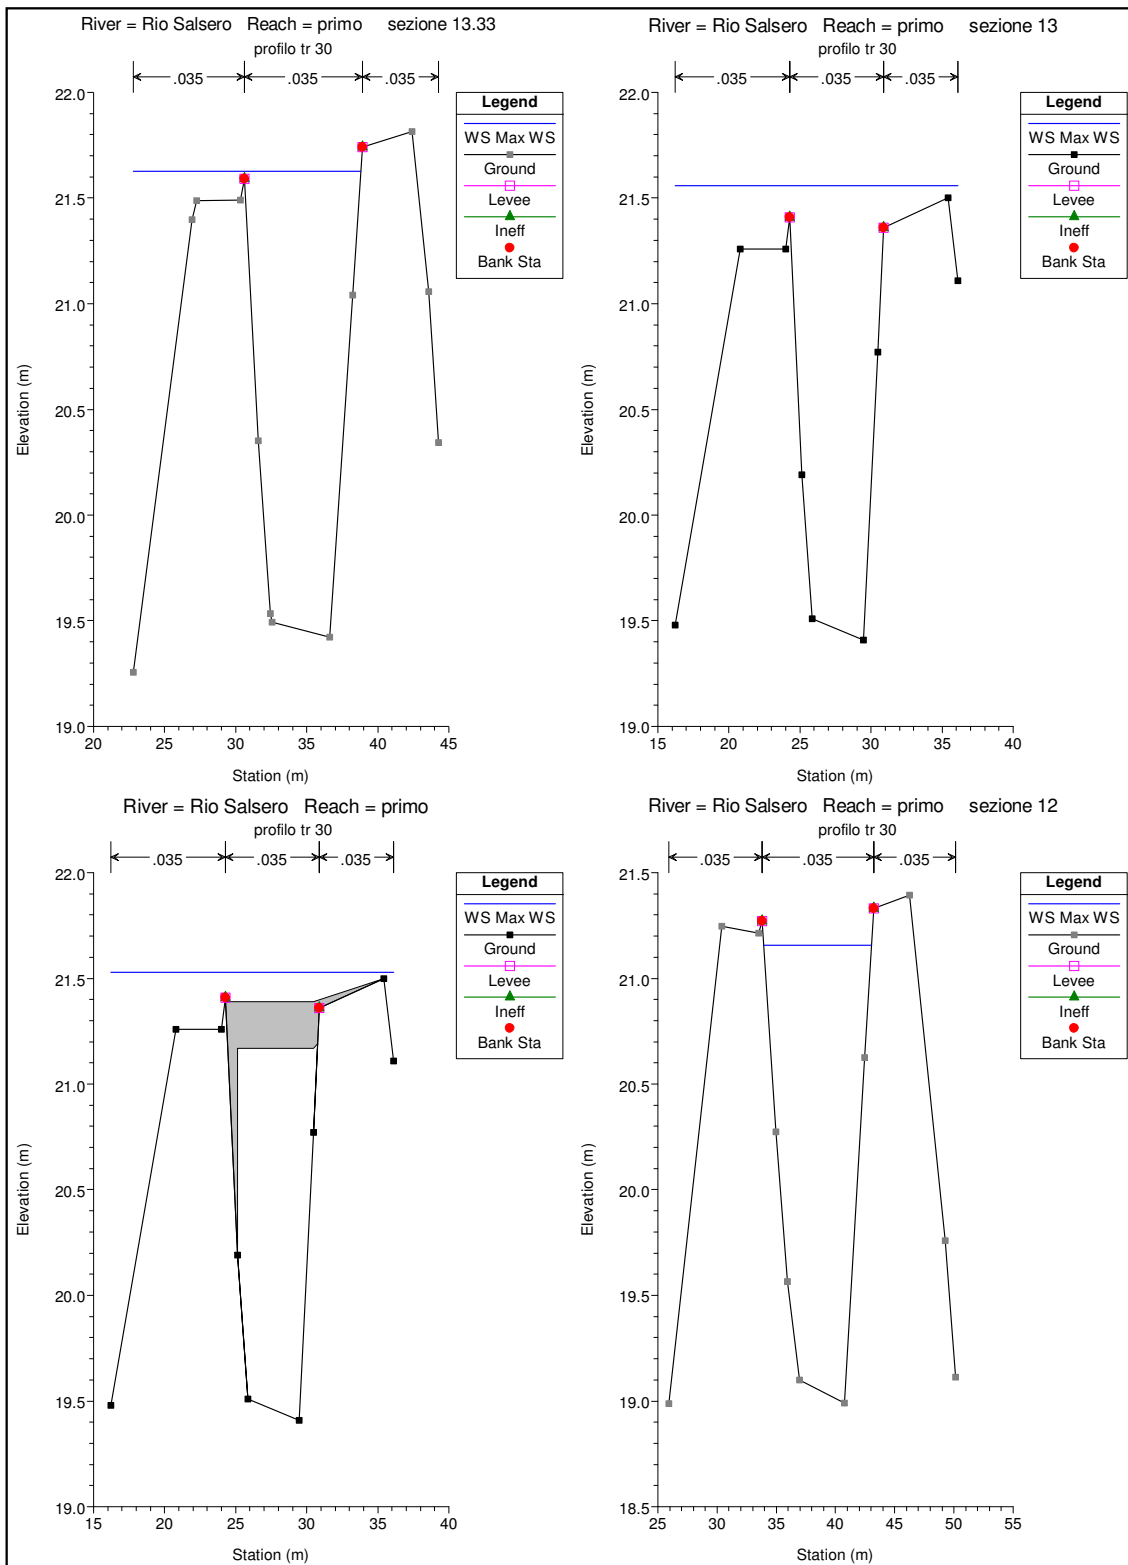 River = Rio Salsero Reach = primo sezione 13.33
profilo tr 30
.035 .035 .035
22.0
21.5
21.0
20.5
20.0
19.5
19.0
20 25 30 35 40 45
Station (m)
Elevation (m)
Legend
WS Max WS
Ground
Levee
Ineff
Bank Sta
River = Rio Salsero Reach = primo sezione 13
profilo tr 30
.035 .035 .035
22.0
21.5
21.0
20.5
20.0
19.5
19.0
15 20 25 30 35 40
Station (m)
Elevation (m)
Legend
WS Max WS
Ground
Levee
Ineff
Bank Sta
River = Rio Salsero Reach = primo
profilo tr 30
.035 .035 .035
22.0
21.5
21.0
20.5
20.0
19.5
19.0
15 20 25 30 35 40
Station (m)
Elevation (m)
Legend
WS Max WS
Ground
Levee
Ineff
Bank Sta
River = Rio Salsero Reach = primo sezione 12
profilo tr 30
.035 .035 .035
21.5
21.0
20.5
20.0
19.5
19.0
18.5
25 30 35 40 45 50 55
Station (m)
Elevation (m)
Legend
WS Max WS
Ground
Levee
Ineff
Bank Sta